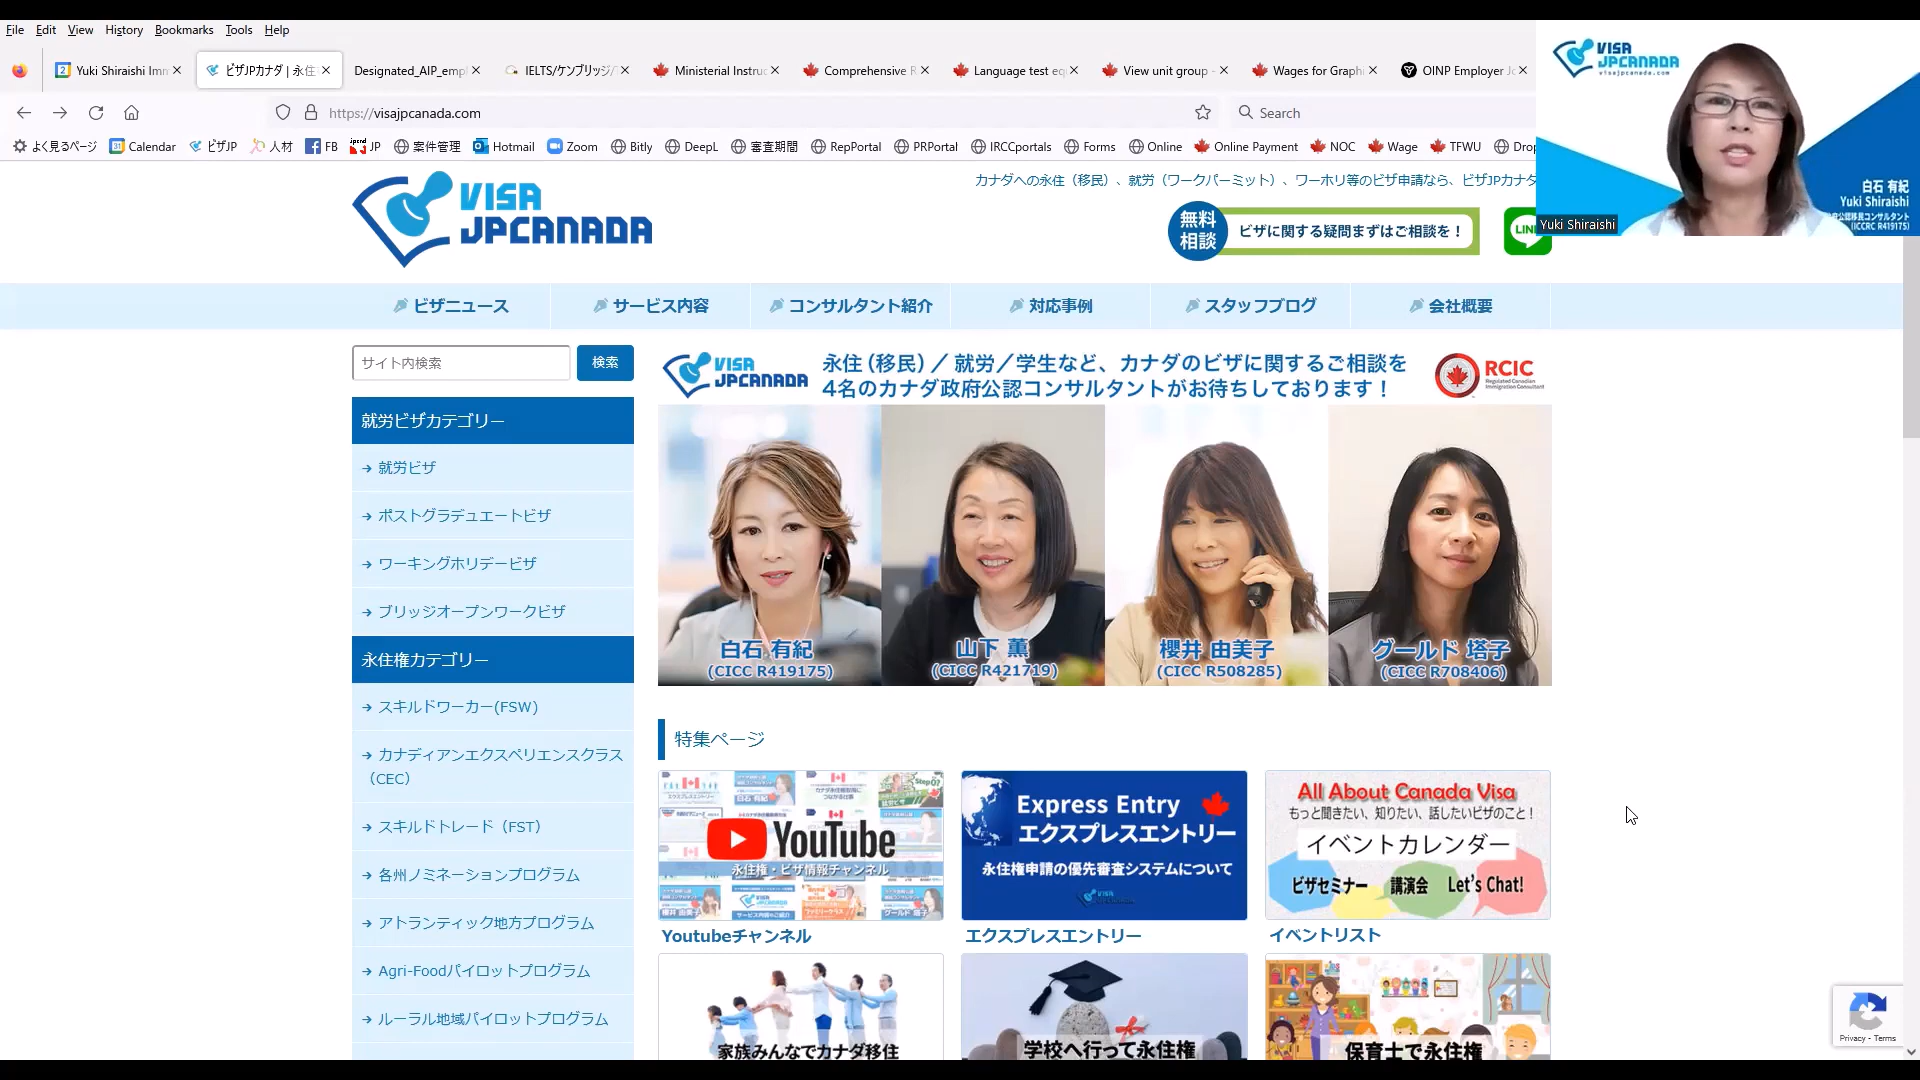 File Edit View History Bookmarks Tools Help
Yuki Shiraishi Imm
ビザJPカナダ | 永住
Designated_AIP_emp
IELTS/ケンブリッジ/
Ministerial Instruc
Comprehensive R
Language test eq
View unit group -
Wages for Graph
OINP Employer Jo
https://visajpcanada.com
Search
よく見るページ Calendar ビザJP 人材 FB JP 案件管理 Hotmail Zoom Bitly DeepL 審査期間 RepPortal PRPortal IRCCportals Forms Online Online Payment NOC Wage TFWU Drop
VISA JPCANADA
visajpcanada.com
白石 有紀
Yuki Shiraishi
公認移民コンサルタント
(ICCRC R419175)
Yuki Shiraishi
カナダへの永住（移民）、就労（ワークパーミット）、ワーホリ等のビザ申請なら、ビザJPカナダ
VISA
JPCANADA
無料
相談
ビザに関する疑問まずはご相談を！
LINE
ビザニュース サービス内容 コンサルタント紹介 対応事例 スタッフブログ 会社概要
サイト内検索 検索
就労ビザカテゴリー
就労ビザ
ポストグラデュエートビザ
ワーキングホリデービザ
ブリッジオープンワークビザ
永住権カテゴリー
スキルドワーカー(FSW)
カナディアンエクスペリエンスクラス
（CEC）
スキルドトレード（FST）
各州ノミネーションプログラム
アトランティック地方プログラム
Agri-Foodパイロットプログラム
ルーラル地域パイロットプログラム
VISA JPCANADA
永住（移民）／就労／学生など、カナダのビザに関するご相談を
4名のカナダ政府公認コンサルタントがお待ちしております！
RCIC
Regulated Canadian
Immigration Consultant
白石 有紀
(CICC R419175)
山下 薫
(CICC R421719)
櫻井 由美子
(CICC R508285)
グールド 塔子
(CICC R708406)
特集ページ
YouTube
永住権・ビザ情報チャンネル
Youtubeチャンネル
Express Entry
エクスプレスエントリー
永住権申請の優先審査システムについて
エクスプレスエントリー
All About Canada Visa
もっと聞きたい、知りたい、話したいビザのこと！
イベントカレンダー
ビザセミナー 講演会 Let's Chat!
イベントリスト
家族みんなでカナダ移住
学校へ行って永住権
保育士で永住権
Privacy - Terms